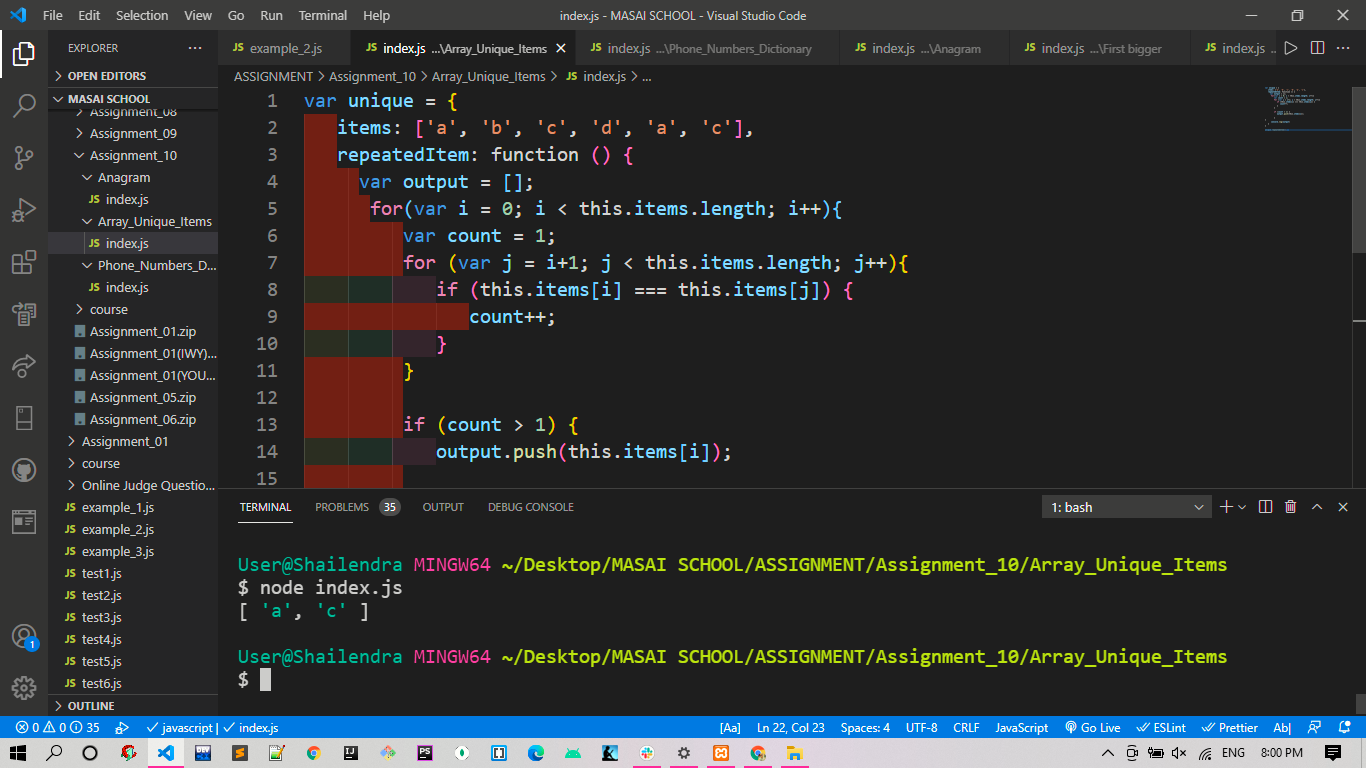 File Edit Selection View Go Run Terminal Help index.js - MASAI SCHOOL - Visual Studio Code
EXPLORER ...
OPEN EDITORS
MASAI SCHOOL
Assignment_08
Assignment_09
Assignment_10
Anagram
JS index.js
Array_Unique_Items
JS index.js
Phone_Numbers_D...
JS index.js
course
Assignment_01.zip
Assignment_01(IWY)...
Assignment_01(YOU...
Assignment_05.zip
Assignment_06.zip
Assignment_01
course
Online Judge Questio...
JS example_1.js
JS example_2.js
JS example_3.js
JS test1.js
JS test2.js
JS test3.js
JS test4.js
JS test5.js
JS test6.js
OUTLINE
JS example_2.js JS index.js ...\Array_Unique_Items JS index.js ...\Phone_Numbers_Dictionary JS index.js ...\Anagram JS index.js ...\First bigger JS index.js ...
ASSIGNMENT > Assignment_10 > Array_Unique_Items > JS index.js > ...
1 var unique = {
2 items: ['a', 'b', 'c', 'd', 'a', 'c'],
3 repeatedItem: function () {
4 var output = [];
5 for(var i = 0; i < this.items.length; i++){
6 var count = 1;
7 for (var j = i+1; j < this.items.length; j++){
8 if (this.items[i] === this.items[j]) {
9 count++;
10 }
11 }
12
13 if (count > 1) {
14 output.push(this.items[i]);
15
TERMINAL PROBLEMS 35 OUTPUT DEBUG CONSOLE 1: bash
User@Shailendra MINGW64 ~/Desktop/MASAI SCHOOL/ASSIGNMENT/Assignment_10/Array_Unique_Items
$ node index.js
[ 'a', 'c' ]
User@Shailendra MINGW64 ~/Desktop/MASAI SCHOOL/ASSIGNMENT/Assignment_10/Array_Unique_Items
$
1
0 0 35 javascript | index.js [Aa] Ln 22, Col 23 Spaces: 4 UTF-8 CRLF JavaScript Go Live ESLint Prettier Ab|
ENG 8:00 PM